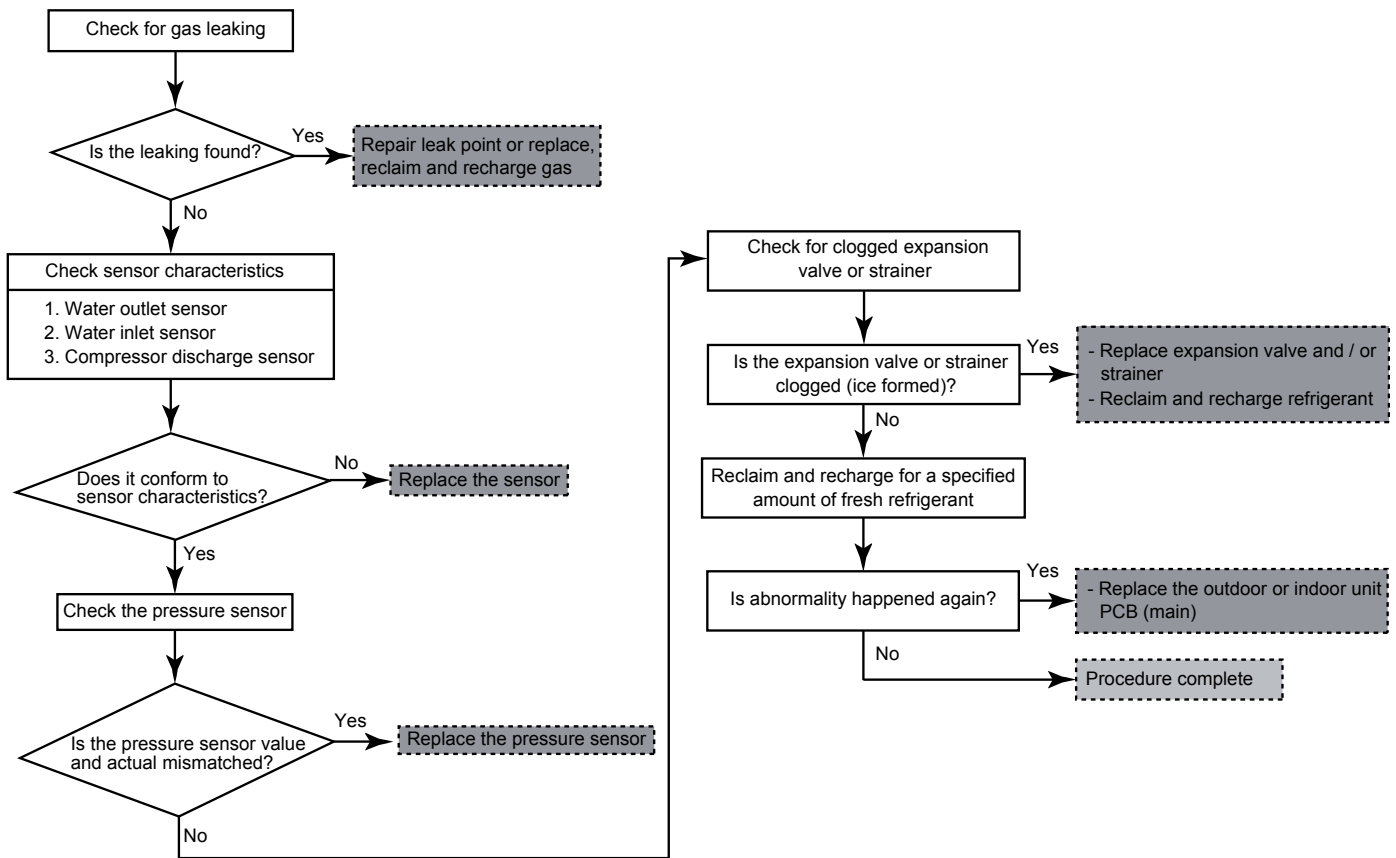 Check for gas leaking
Is the leaking found?
Yes
Repair leak point or replace,
reclaim and recharge gas
No
Check sensor characteristics
1. Water outlet sensor
2. Water inlet sensor
3. Compressor discharge sensor
Does it conform to
sensor characteristics?
No
Replace the sensor
Yes
Check the pressure sensor
Is the pressure sensor value
and actual mismatched?
Yes
Replace the pressure sensor
No
Check for clogged expansion
valve or strainer
Is the expansion valve or strainer
clogged (ice formed)?
Yes
- Replace expansion valve and / or
strainer
- Reclaim and recharge refrigerant
No
Reclaim and recharge for a specified
amount of fresh refrigerant
Is abnormality happened again?
Yes
- Replace the outdoor or indoor unit
PCB (main)
No
Procedure complete